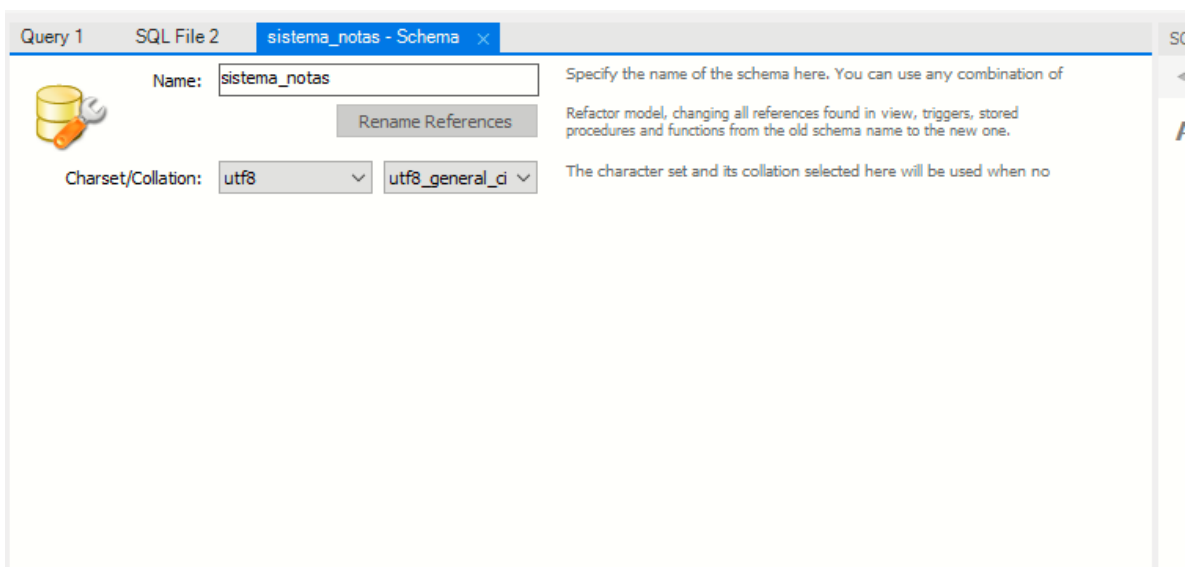 Query 1 SQL File 2 sistema_notas - Schema ×
Name: sistema_notas Specify the name of the schema here. You can use any combination of
Rename References Refactor model, changing all references found in view, triggers, stored
procedures and functions from the old schema name to the new one.
Charset/Collation: utf8 utf8_general_ci The character set and its collation selected here will be used when no